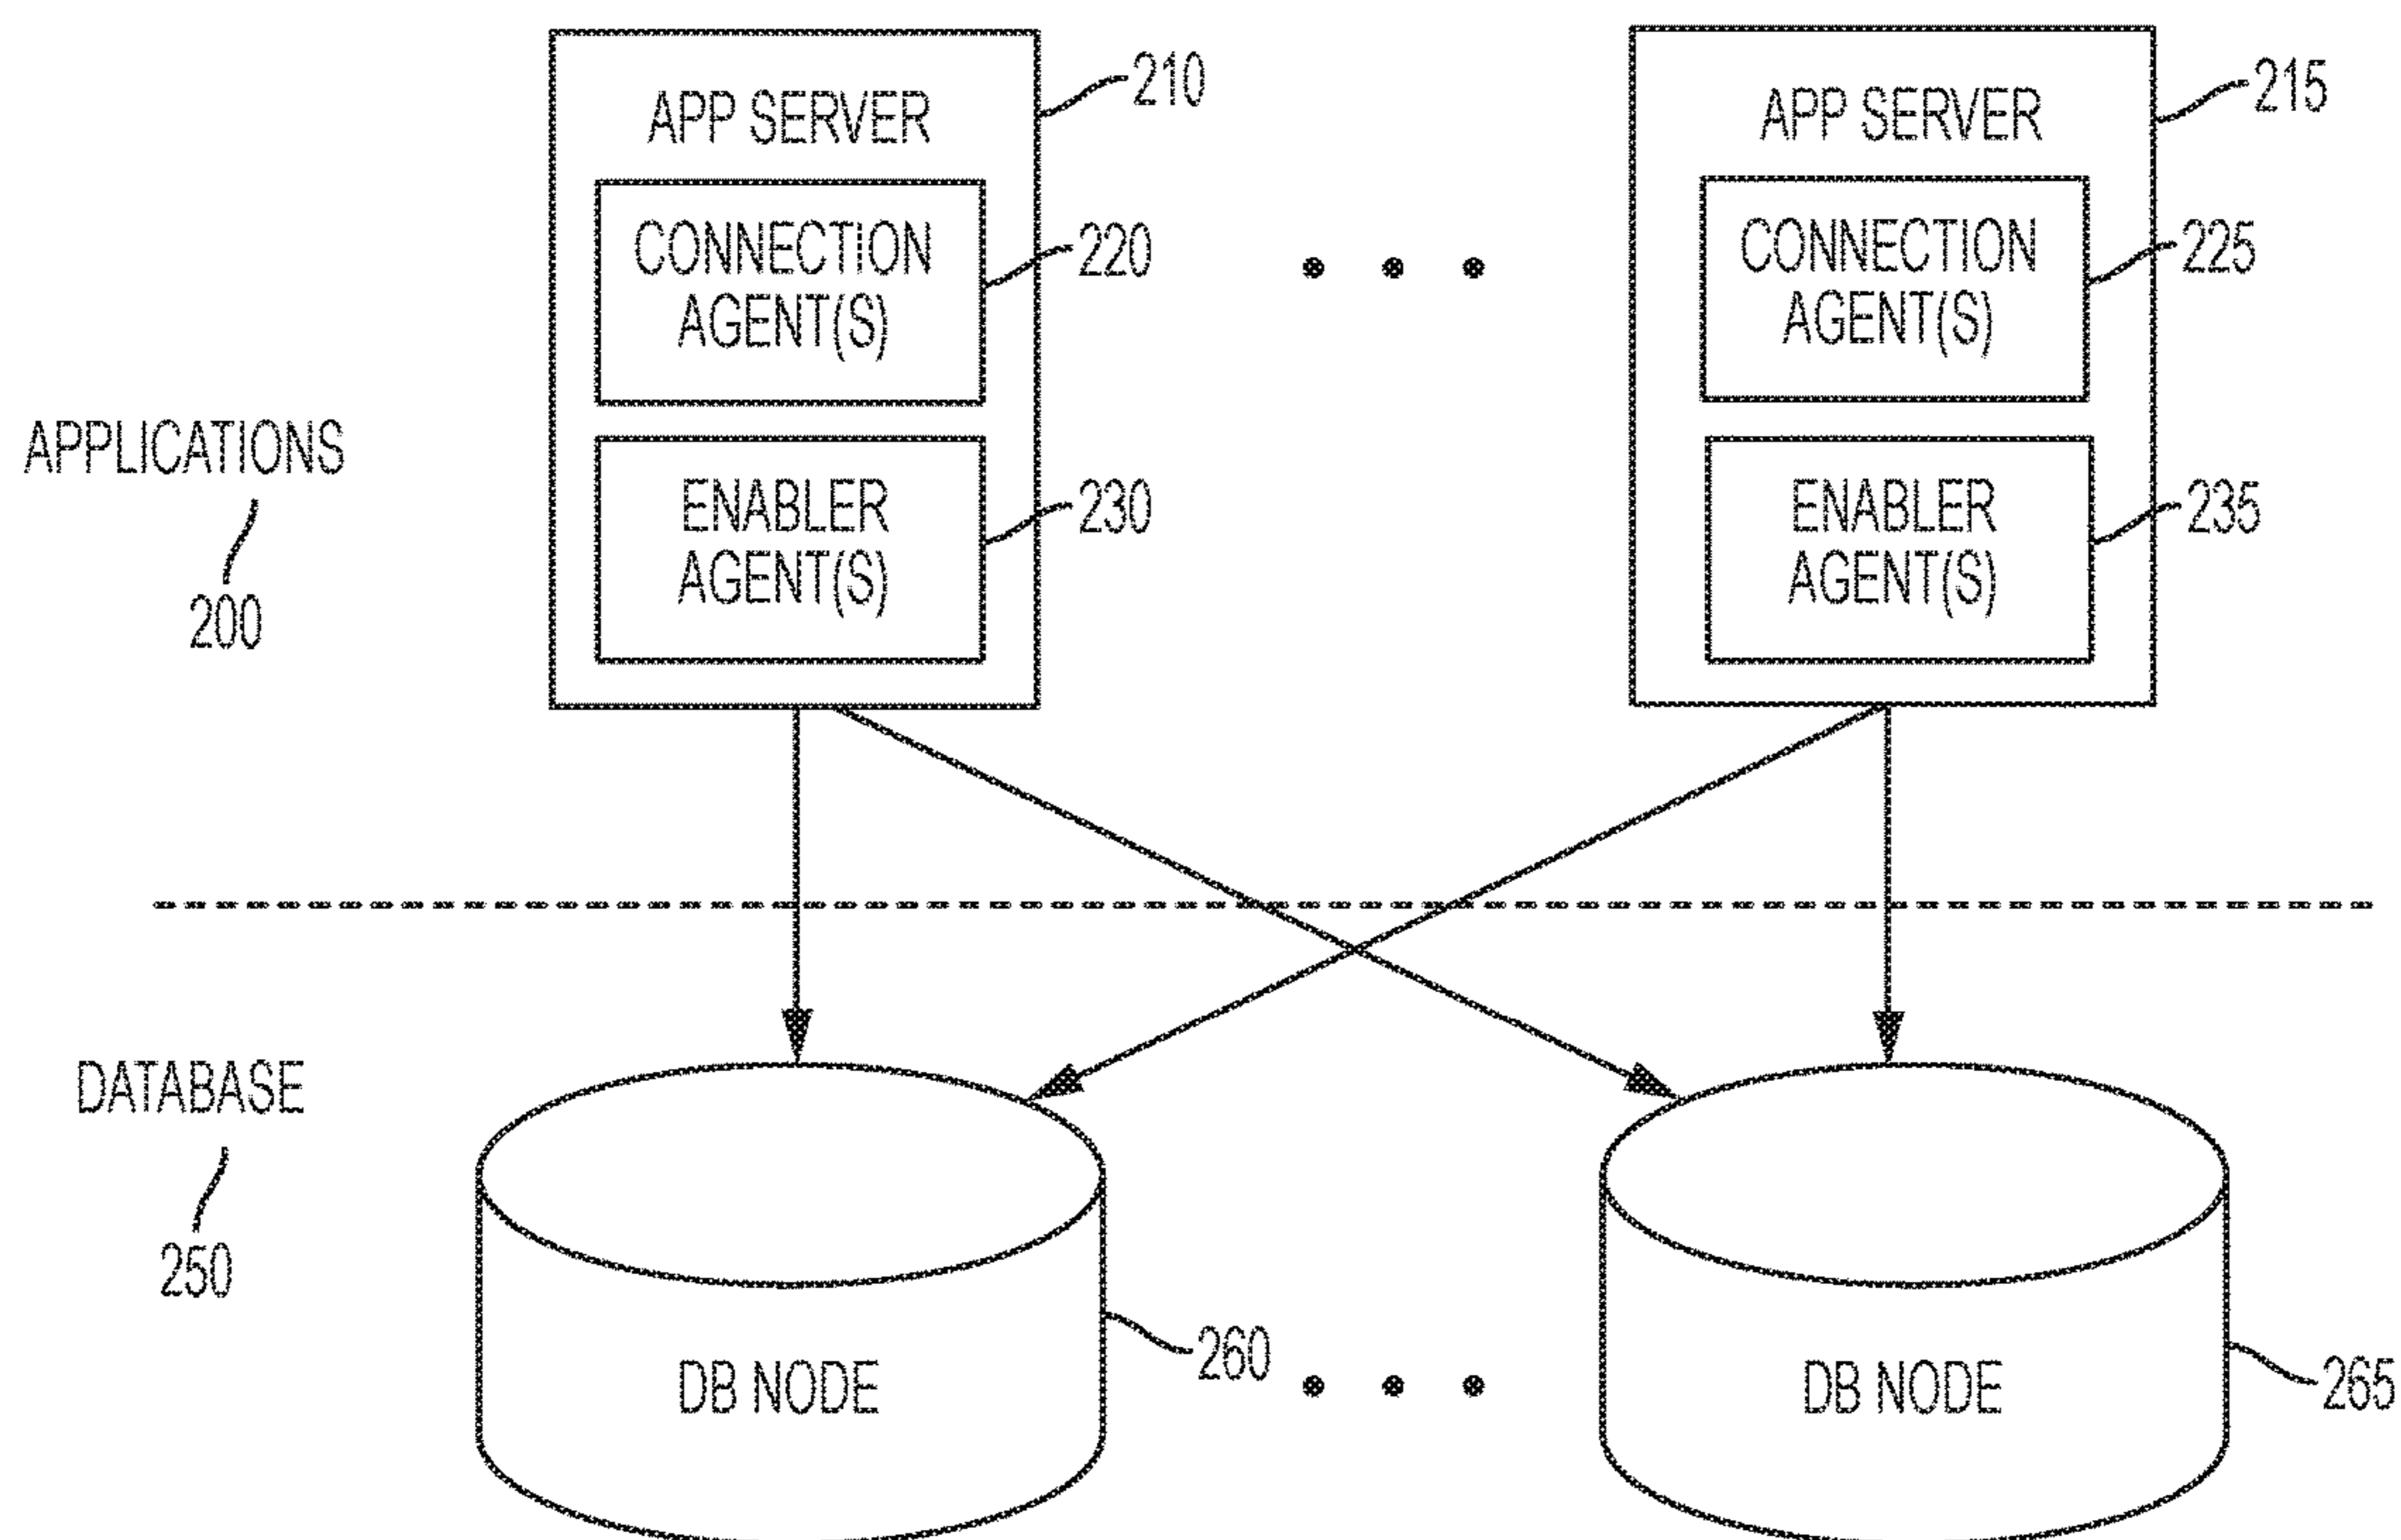 APP SERVER
210
CONNECTION
AGENT(S)
220
ENABLER
AGENT(S)
230
APP SERVER
215
CONNECTION
AGENT(S)
225
ENABLER
AGENT(S)
235
APPLICATIONS
200
DATABASE
250
DB NODE
260
DB NODE
265